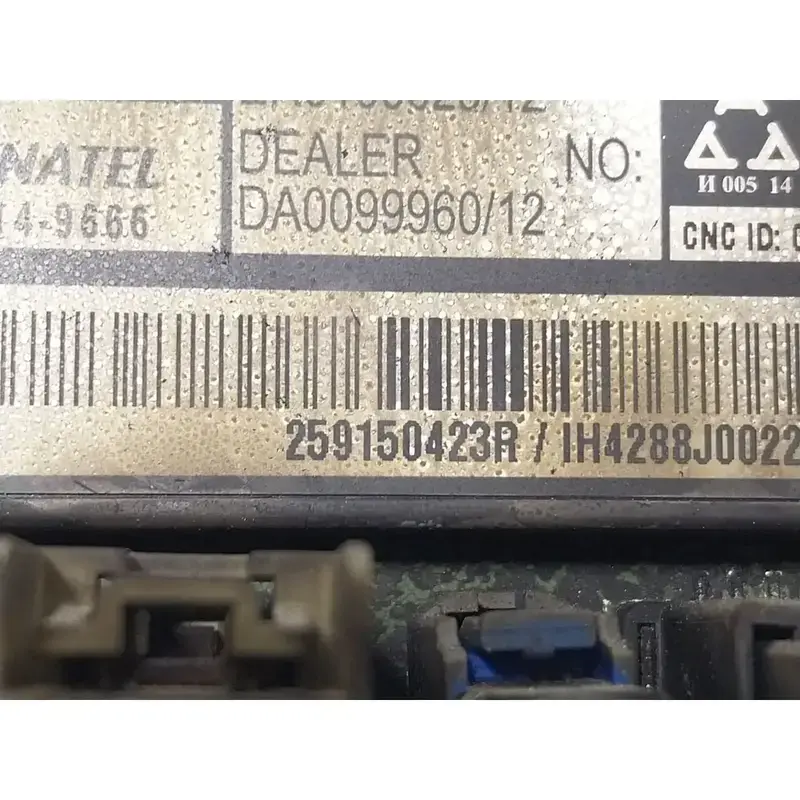 NATEL
14-9666
DEALER NO:
DA0099960/12
И 005 14
CNC ID:
259150423R / IH4288J0022